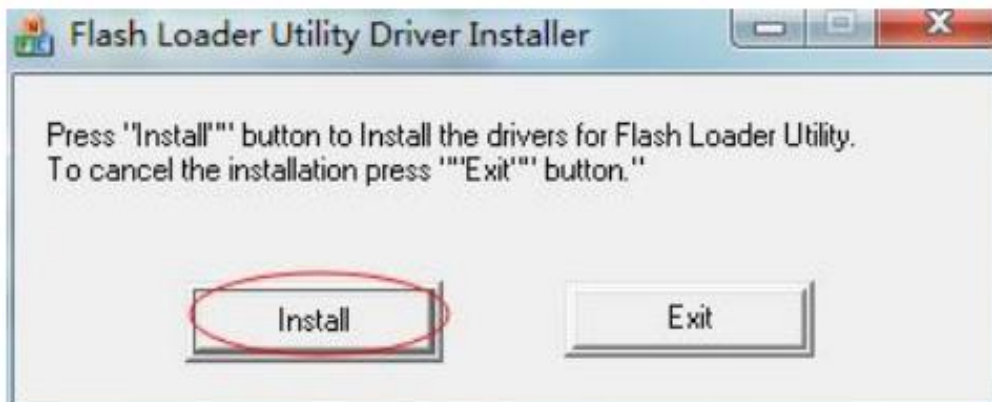 Flash Loader Utility Driver Installer
Press "Install"" button to Install the drivers for Flash Loader Utility.
To cancel the installation press '""Exit"" button."
Install
Exit